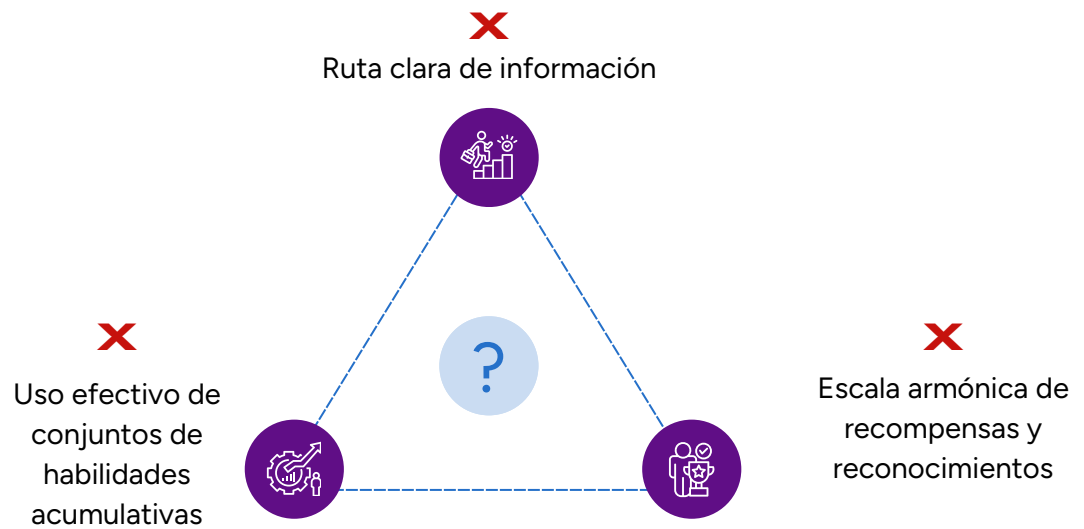 Ruta clara de información
?
Uso efectivo de
conjuntos de
habilidades
acumulativas
Escala armónica de
recompensas y
reconocimientos